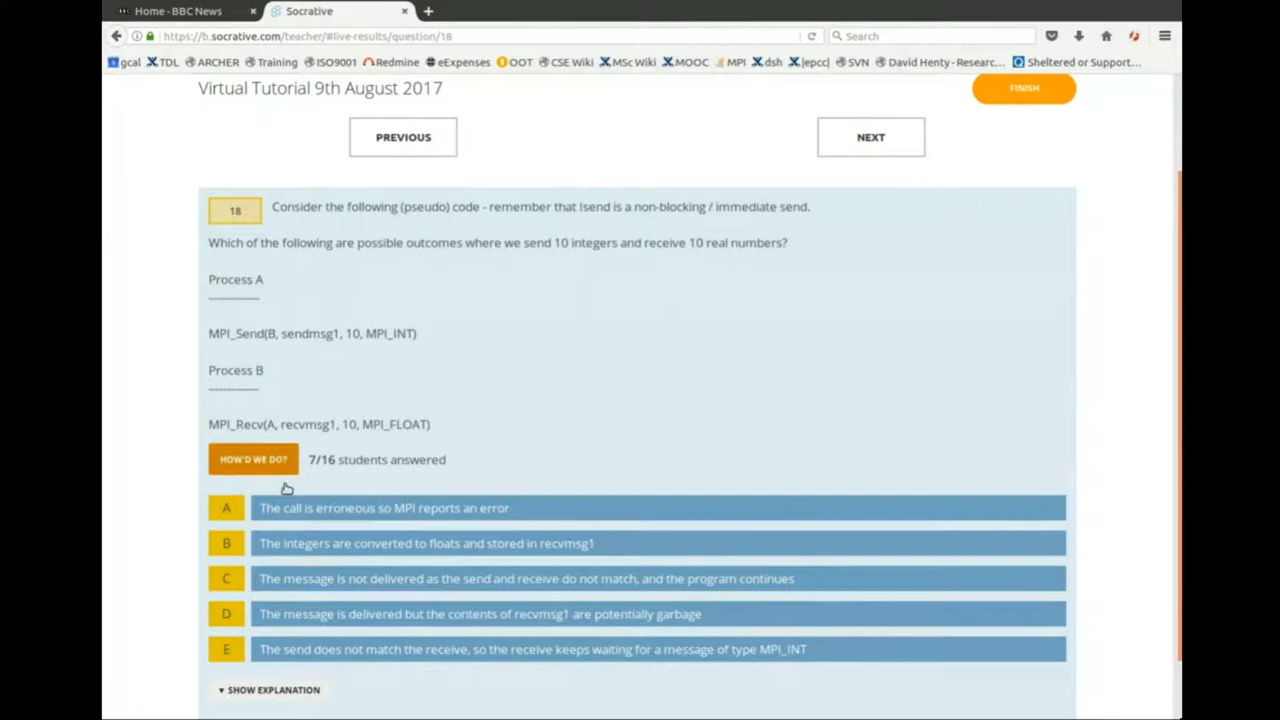 Home - BBC News × Socrative × +
https://b.socrative.com/teacher/#live-results/question/18 Search
gcal TDL ARCHER Training ISO9001 Redmine eExpenses OOT CSE Wiki MSc Wiki MOOC MPI dsh |epcc| SVN David Henty - Researc... Sheltered or Support...
Virtual Tutorial 9th August 2017 FINISH
PREVIOUS NEXT
18 Consider the following (pseudo) code - remember that Isend is a non-blocking / immediate send.
Which of the following are possible outcomes where we send 10 integers and receive 10 real numbers?
Process A
------------
MPI_Send(B, sendmsg1, 10, MPI_INT)
Process B
------------
MPI_Recv(A, recvmsg1, 10, MPI_FLOAT)
HOW'D WE DO? 7/16 students answered
A The call is erroneous so MPI reports an error
B The integers are converted to floats and stored in recvmsg1
C The message is not delivered as the send and receive do not match, and the program continues
D The message is delivered but the contents of recvmsg1 are potentially garbage
E The send does not match the receive, so the receive keeps waiting for a message of type MPI_INT
▼ SHOW EXPLANATION